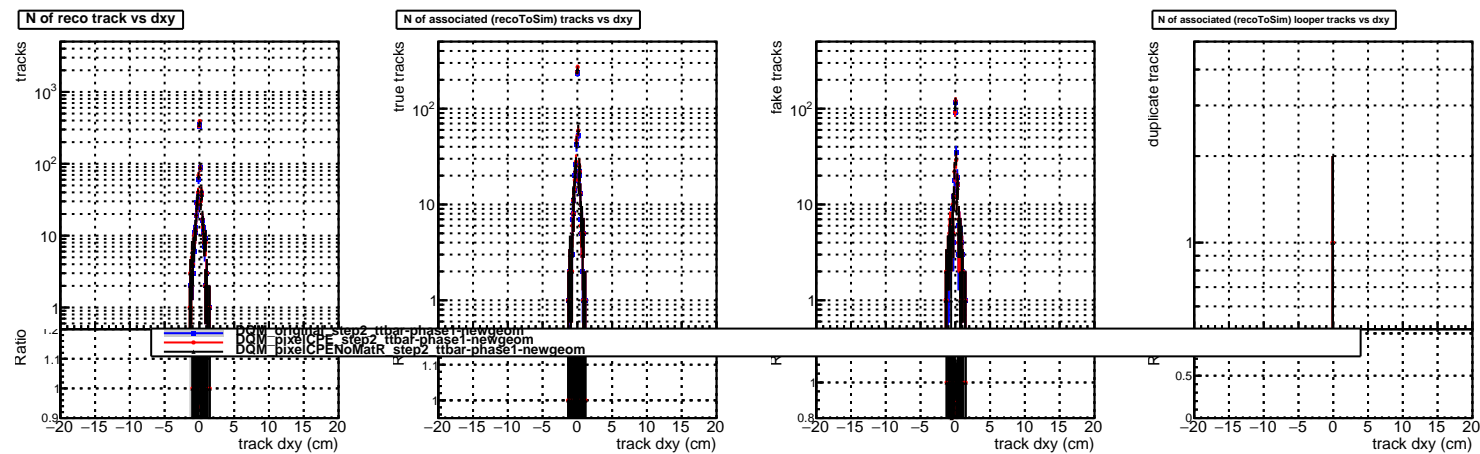 N of reco track vs dxy
N of associated (recoToSim) tracks vs dxy
N of associated (recoToSim) looper tracks vs dxy
tracks
10³
10²
10
1
true tracks
10²
10
1
fake tracks
10²
10
1
duplicate tracks
1
DQM_original_step2_ttbar-phase1-newgeom
DQM_pixelCPE_step2_ttbar-phase1-newgeom
DQM_pixelCPENoMatR_step2_ttbar-phase1-newgeom
Ratio
1.2
1.1
1
0.9
1.1
1
1
0.8
0.5
0
−20 −15 −10 −5 0 5 10 15 20
−20 −15 −10 −5 0 5 10 15 20
−20 −15 −10 −5 0 5 10 15 20
−20 −15 −10 −5 0 5 10 15 20
track dxy (cm)
track dxy (cm)
track dxy (cm)
track dxy (cm)